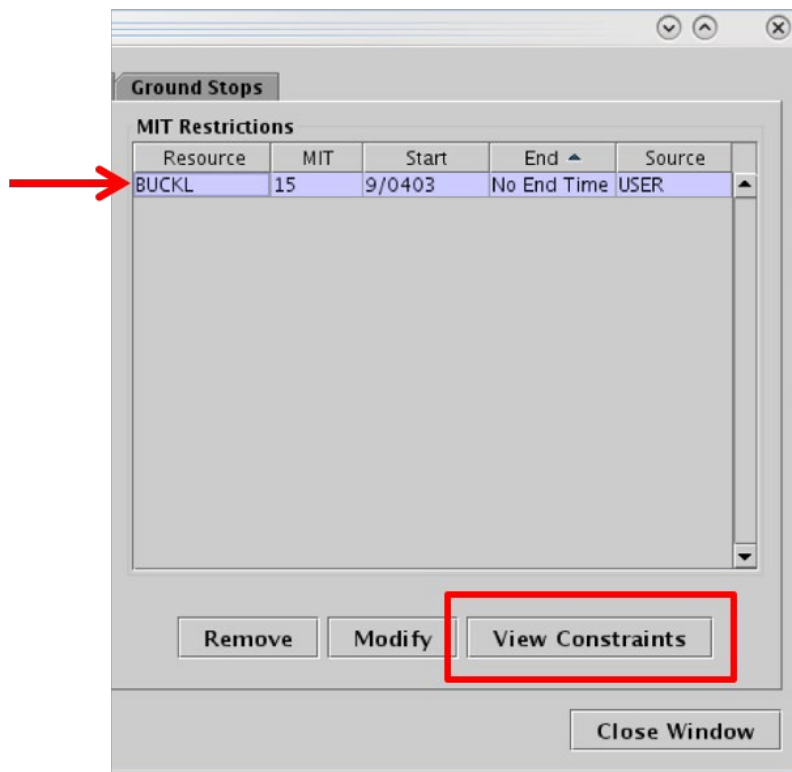 Ground Stops
MIT Restrictions
Resource MIT Start End Source
BUCKL 15 9/0403 No End Time USER
Remove Modify View Constraints
Close Window